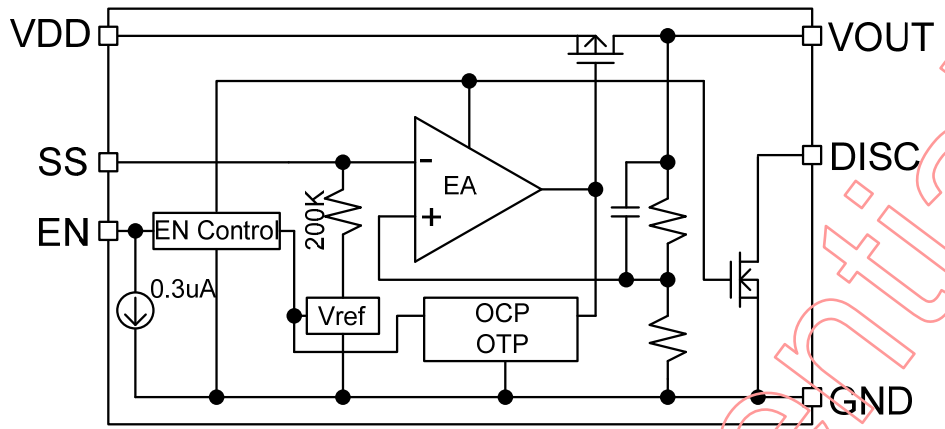 VDD
VOUT
SS
EA
-
+
DISC
EN
EN Control
200K
0.3uA
Vref
OCP
OTP
GND